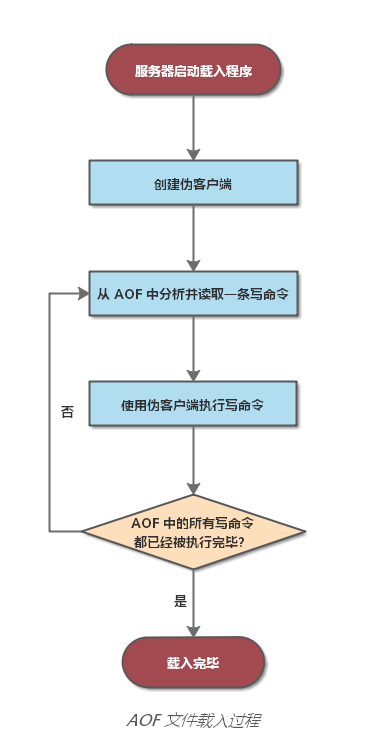 服务器启动载入程序
创建伪客户端
从 AOF 中分析并读取一条写命令
使用伪客户端执行写命令
否
AOF 中的所有写命令
都已经被执行完毕?
是
载入完毕
AOF 文件载入过程